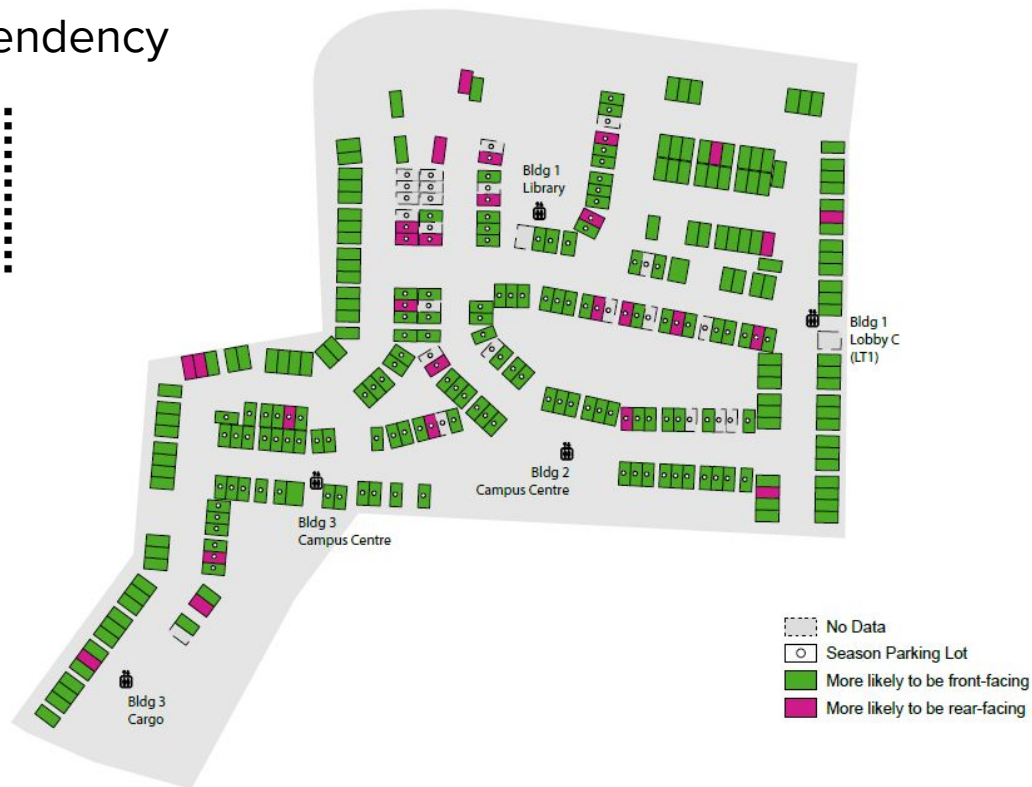 endency
Bldg 1
Library
Bldg 1
Lobby C
(LT1)
Bldg 2
Campus Centre
Bldg 3
Campus Centre
Bldg 3
Cargo
No Data
Season Parking Lot
More likely to be front-facing
More likely to be rear-facing